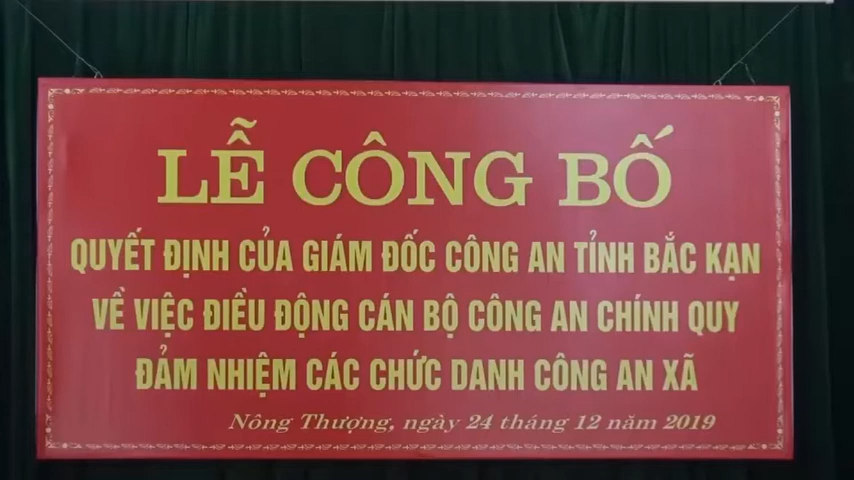 LỄ CÔNG BỐ
QUYẾT ĐỊNH CỦA GIÁM ĐỐC CÔNG AN TỈNH BẮC KẠN
VỀ VIỆC ĐIỀU ĐỘNG CÁN BỘ CÔNG AN CHÍNH QUY
ĐẢM NHIỆM CÁC CHỨC DANH CÔNG AN XÃ
Nông Thượng, ngày 24 tháng 12 năm 2019